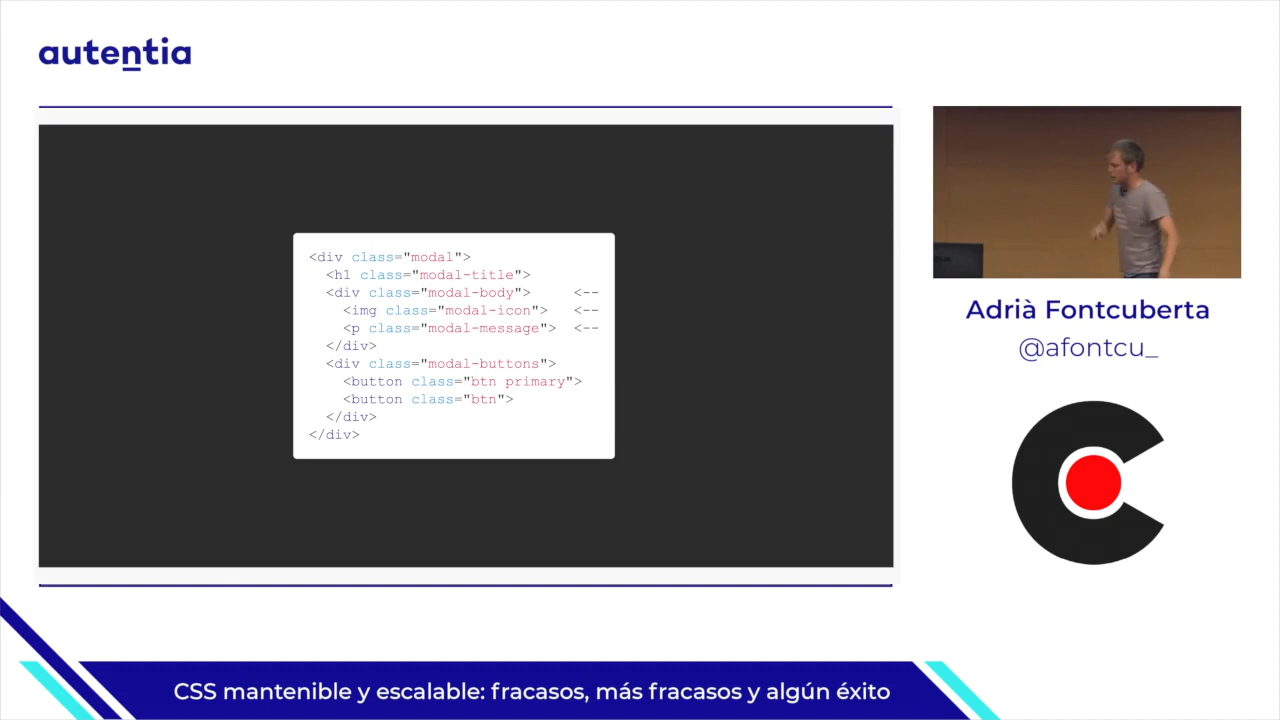 autentia
<div class="modal">
<h1 class="modal-title">
<div class="modal-body"> <--
<img class="modal-icon"> <--
<p class="modal-message"> <--
</div>
<div class="modal-buttons">
<button class="btn primary">
<button class="btn">
</div>
</div>
Adrià Fontcuberta
@afontcu_
CSS mantenible y escalable: fracasos, más fracasos y algún éxito